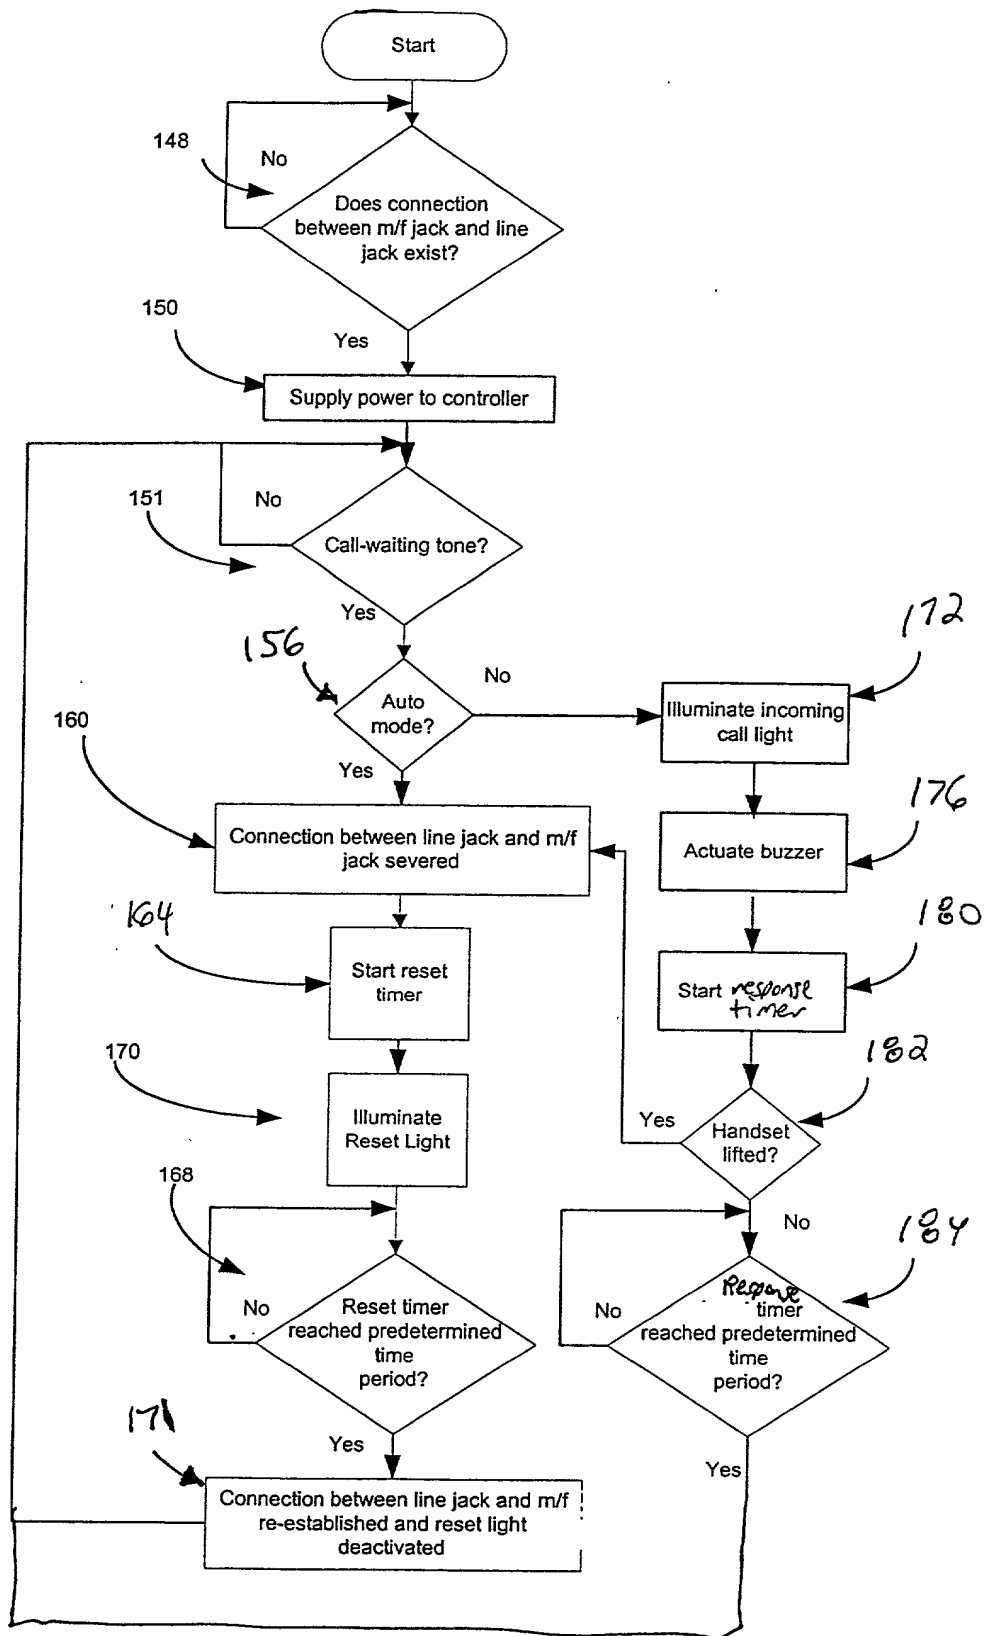 Start
148
No
Does connection
between m/f jack and line
jack exist?
150
Yes
Supply power to controller
151
No
Call-waiting tone?
Yes
156
Auto
mode?
No
172
Illuminate incoming
call light
160
Yes
Connection between line jack and m/f
jack severed
176
Actuate buzzer
164
Start reset
timer
180
Start response
timer
170
Illuminate
Reset Light
182
Yes
Handset
lifted?
168
No
184
No
Reset timer
reached predetermined
time
period?
No
Response
timer
reached predetermined
time
period?
171
Yes
Yes
Connection between line jack and m/f
re-established and reset light
deactivated